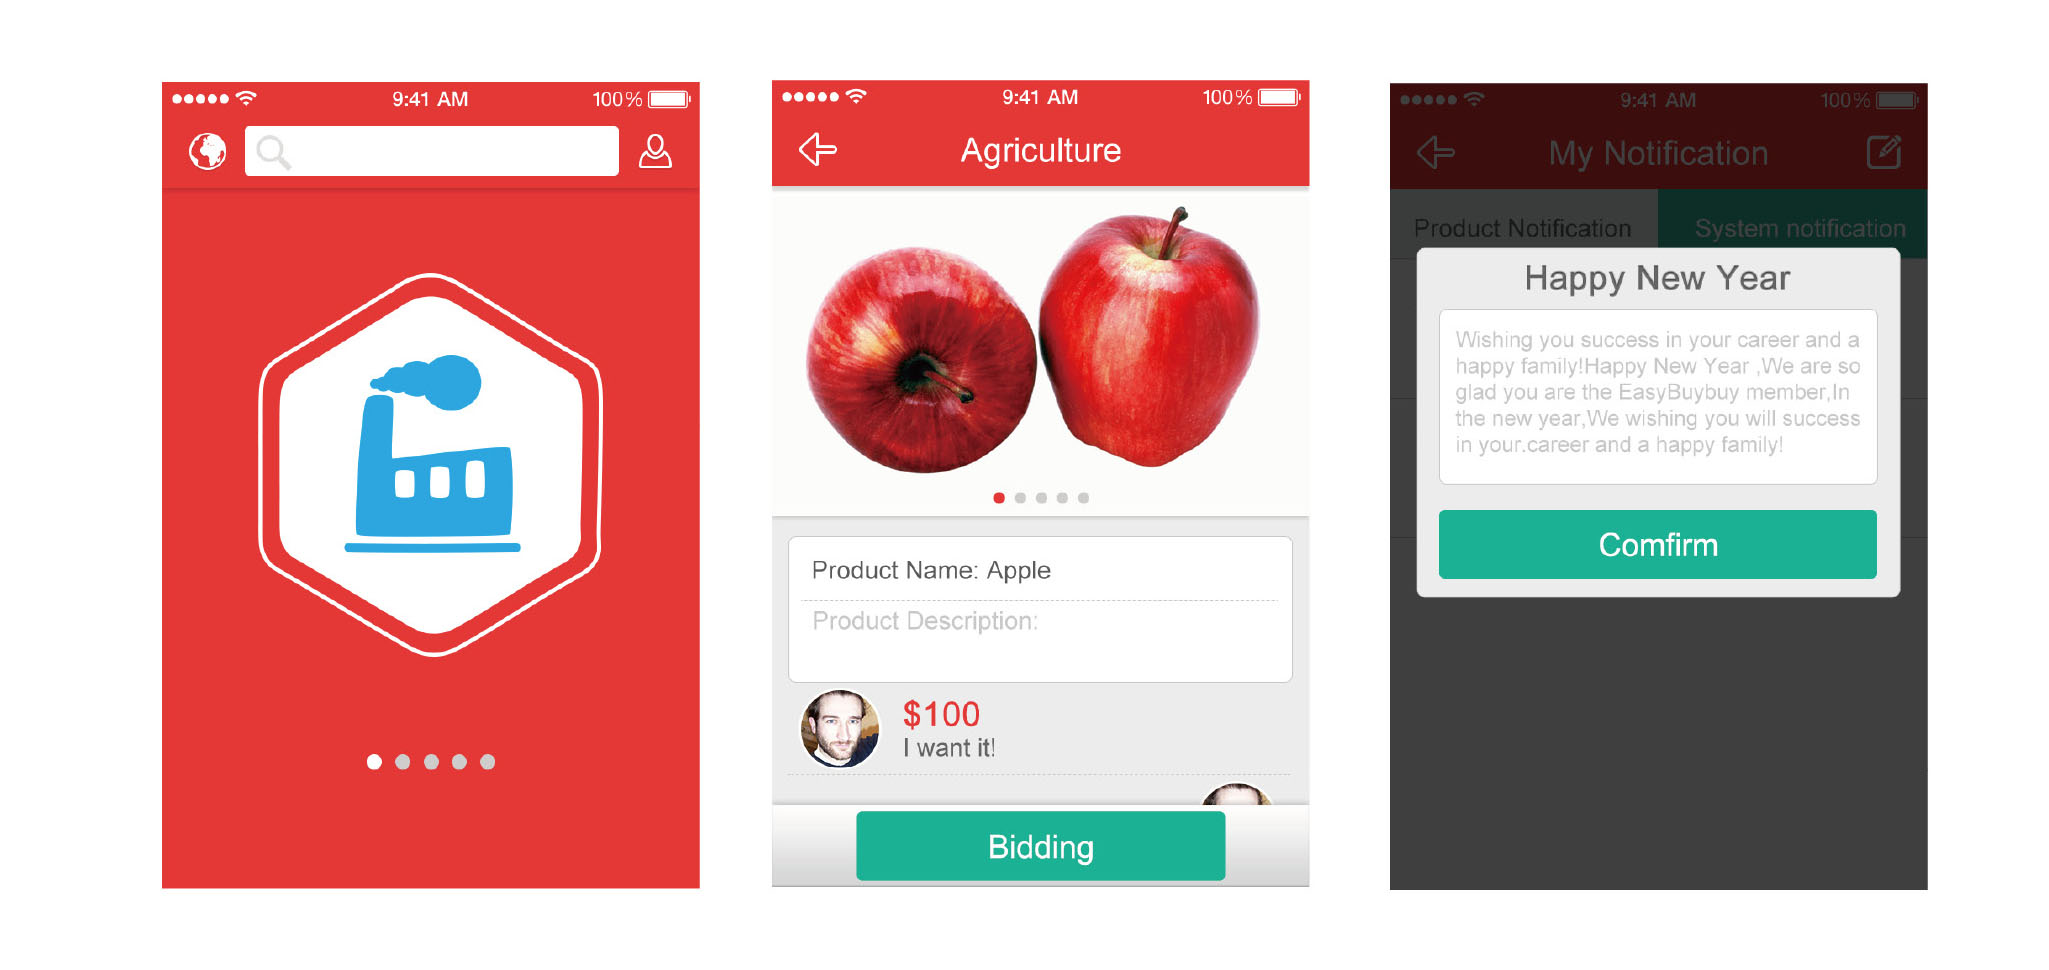 9:41 AM
100%
9:41 AM
100%
Agriculture
Product Name: Apple
Product Description:
$100
I want it!
Bidding
9:41 AM
100%
My Notification
Product Notification
System notification
Happy New Year
Wishing you success in your career and a
happy family!Happy New Year ,We are so
glad you are the EasyBuybuy member,In
the new year,We wishing you will success
in your.career and a happy family!
Comfirm